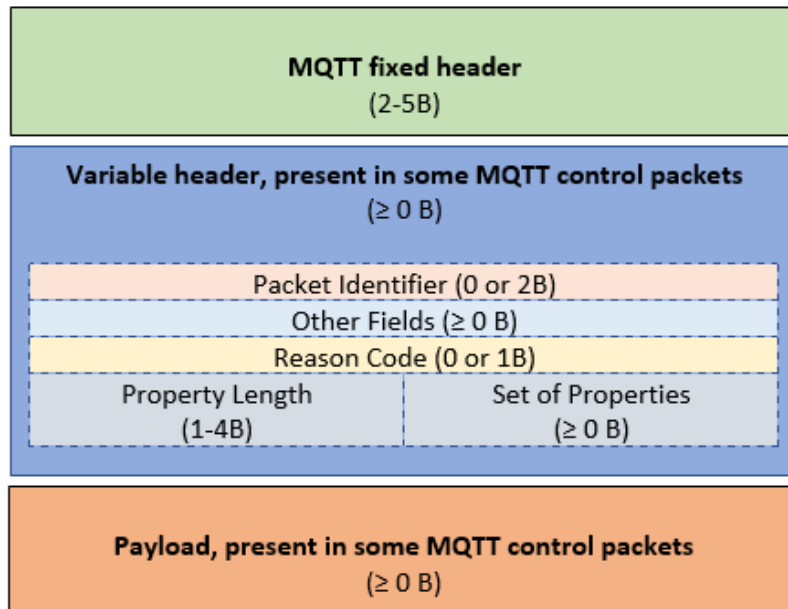 MQTT fixed header
(2-5B)
Variable header, present in some MQTT control packets
(≥ 0 B)
Packet Identifier (0 or 2B)
Other Fields (≥ 0 B)
Reason Code (0 or 1B)
Property Length
(1-4B)
Set of Properties
(≥ 0 B)
Payload, present in some MQTT control packets
(≥ 0 B)